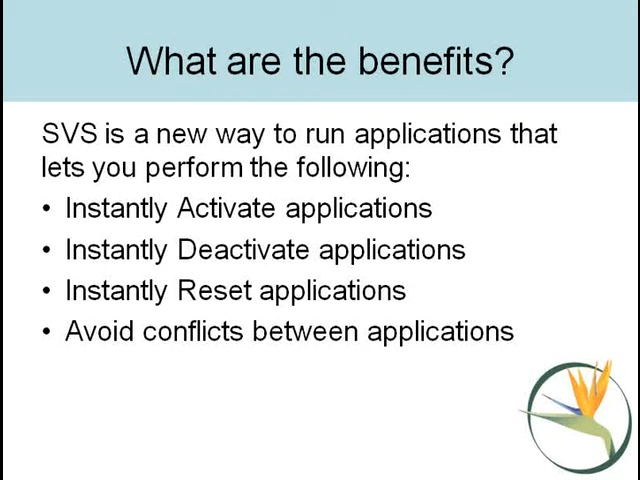 What are the benefits?
SVS is a new way to run applications that
lets you perform the following:
• Instantly Activate applications
• Instantly Deactivate applications
• Instantly Reset applications
• Avoid conflicts between applications